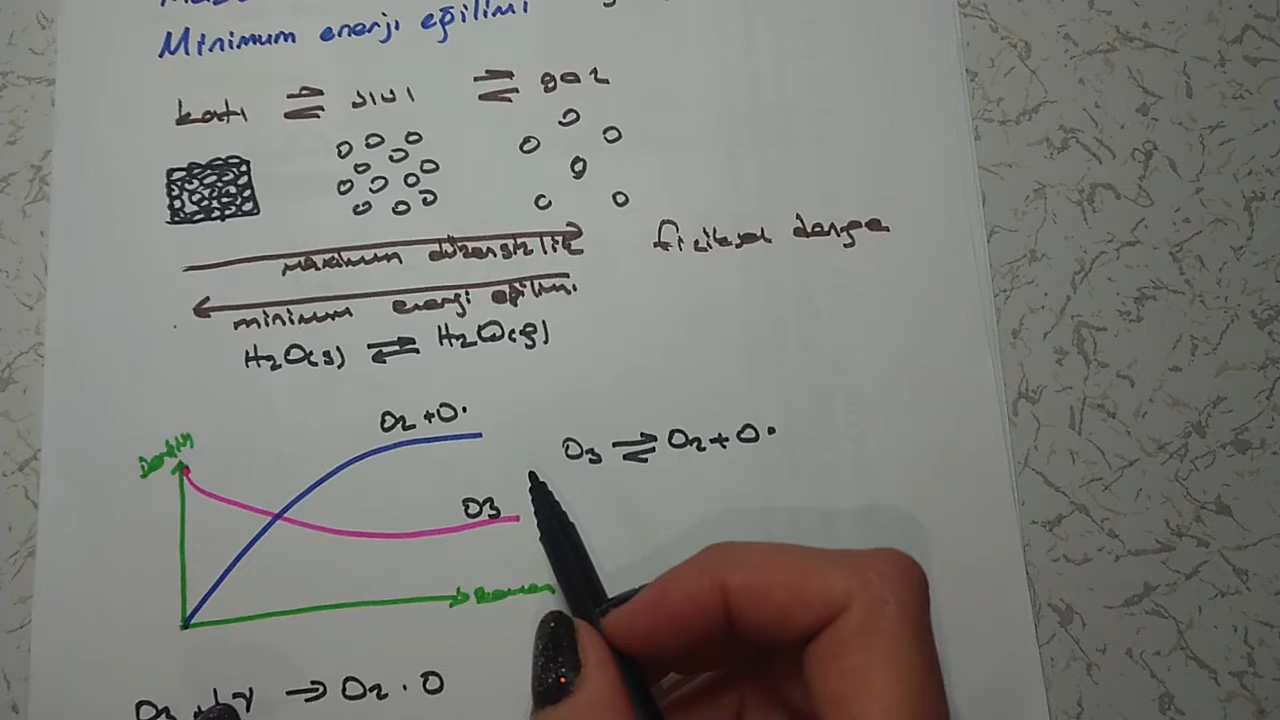 Minimum enerji eğilimi
katı ⇌ sıvı ⇌ gaz
maximum düzensizlik
fiziksel denge
minimum enerji eğilimi
H2O(s) ⇌ H2O(g)
O2+O•
O3 ⇌ O2+O•
Derişim
O3
Zaman
→ O2 . O